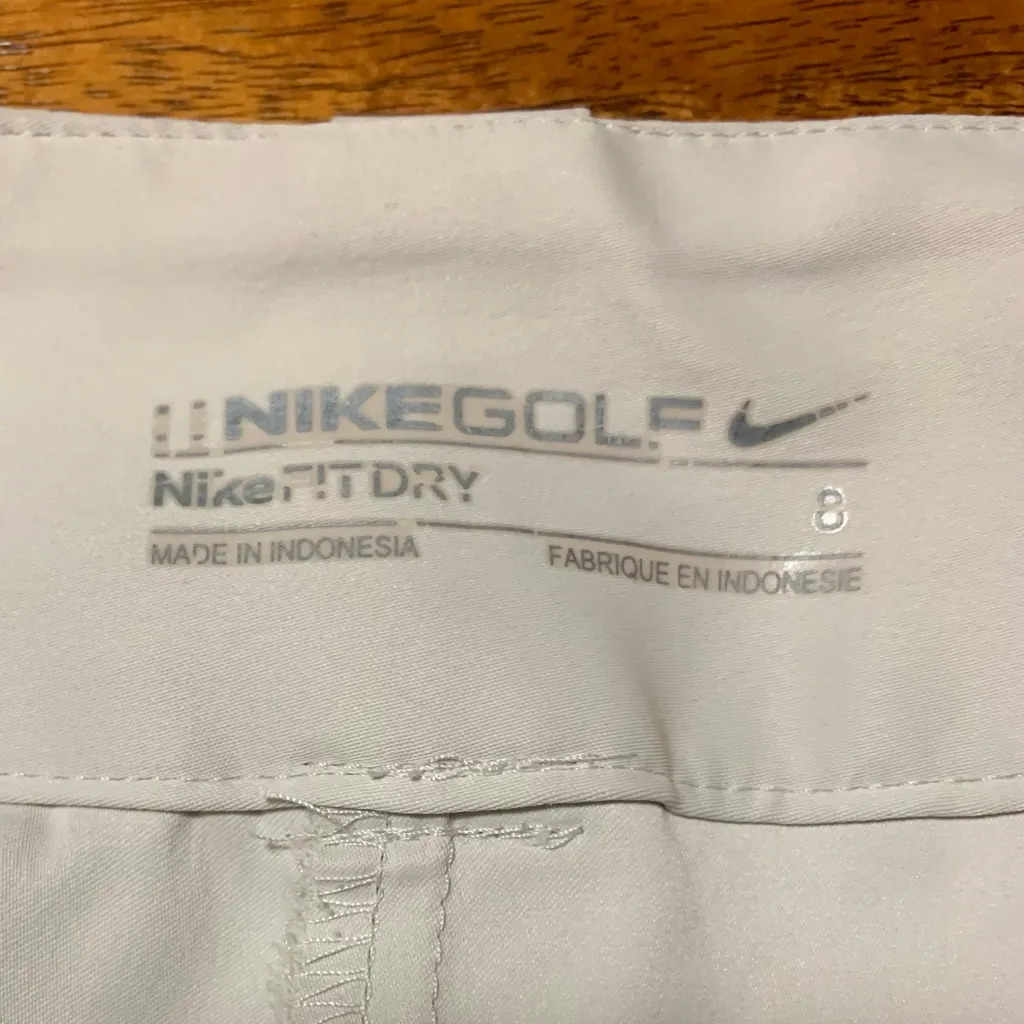 NIKEGOLF
NikeFITDRY
8
MADE IN INDONESIA
FABRIQUE EN INDONESIE